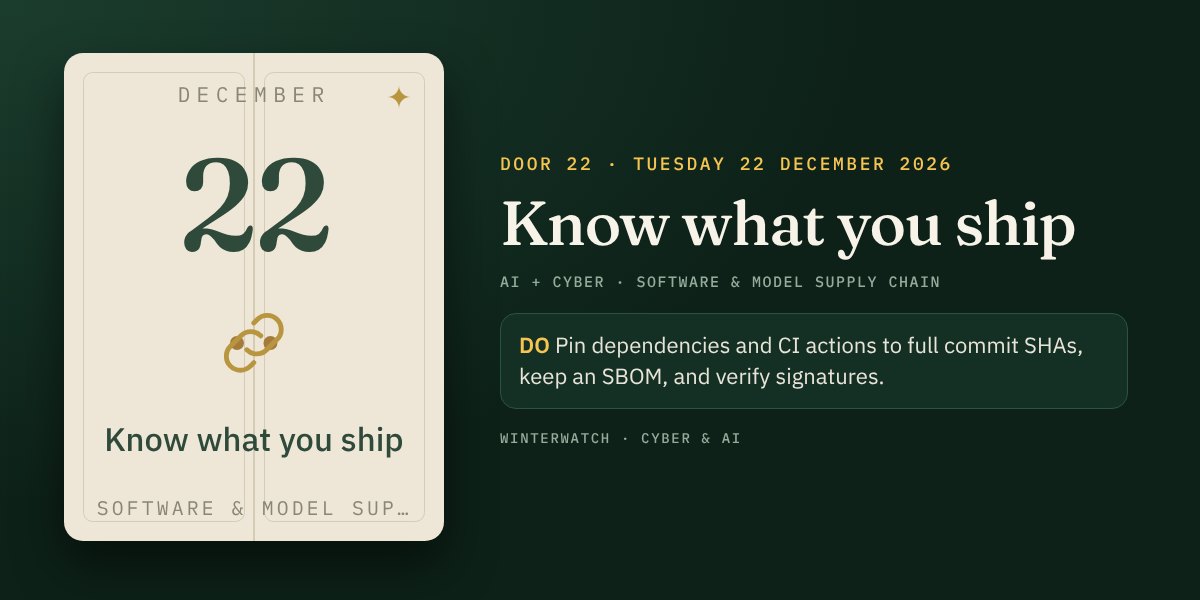 DECEMBER
22
Know what you ship
SOFTWARE & MODEL SUP…
DOOR 22 · TUESDAY 22 DECEMBER 2026
Know what you ship
AI + CYBER · SOFTWARE & MODEL SUPPLY CHAIN
DO Pin dependencies and CI actions to full commit SHAs,
keep an SBOM, and verify signatures.
WINTERWATCH · CYBER & AI